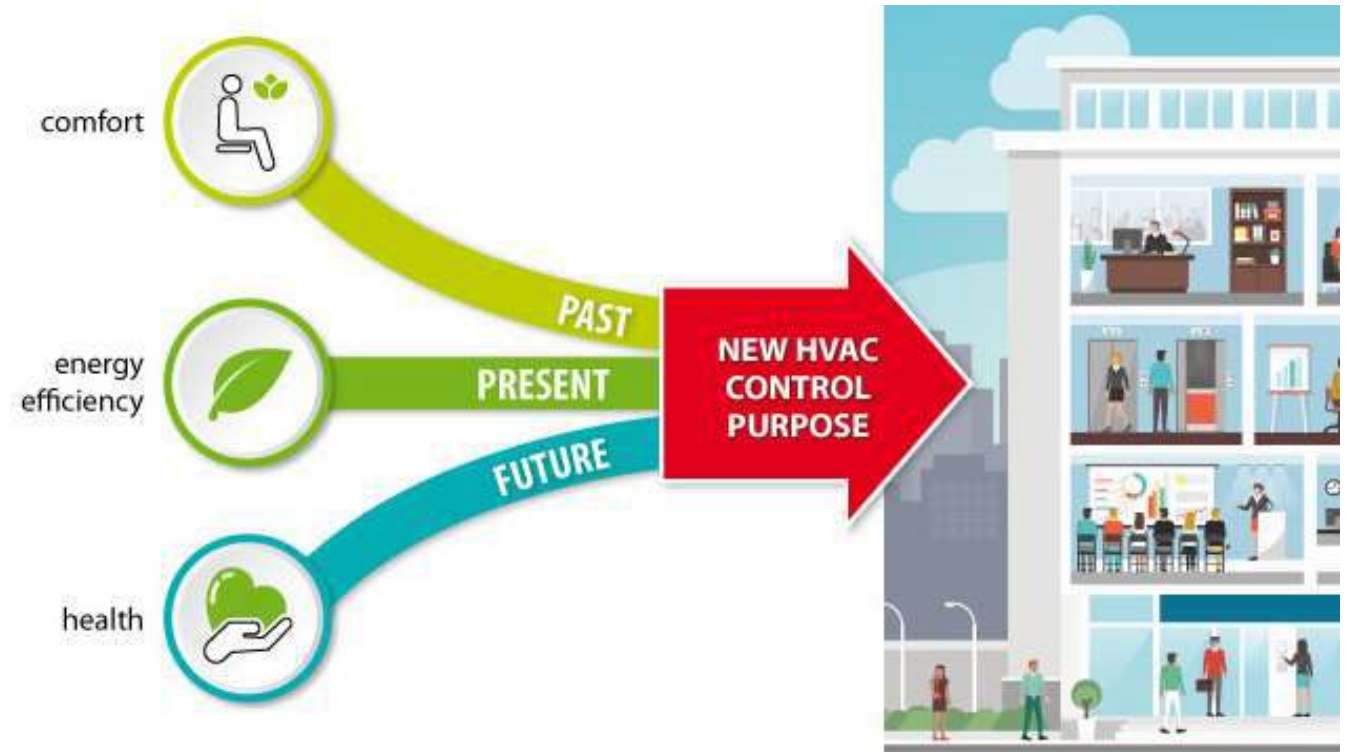 comfort
PAST
energy
efficiency
PRESENT
NEW HVAC
CONTROL
PURPOSE
FUTURE
health